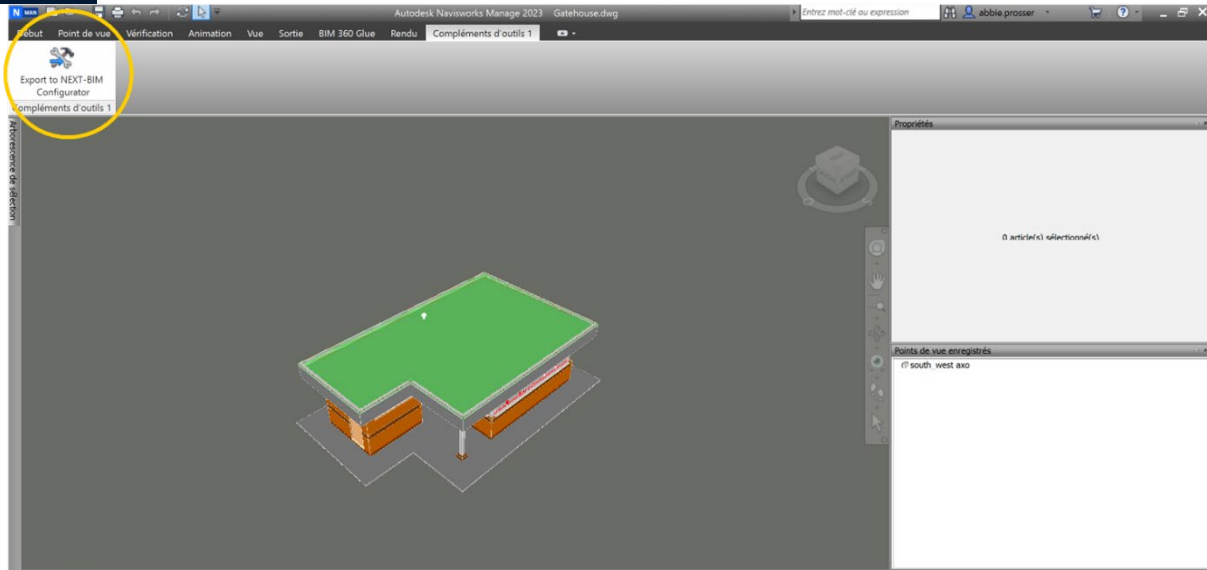 N MAN
Autodesk Navisworks Manage 2023 Gatehouse.dwg
Entrez mot-clé ou expression
abbie.prosser
Début Point de vue Vérification Animation Vue Sortie BIM 360 Glue Rendu Compléments d'outils 1
Export to NEXT-BIM
Configurator
Compléments d'outils 1
Arborescence de sélection
Propriétés
0 article(s) sélectionné(s)
Points de vue enregistrés
south_west axo